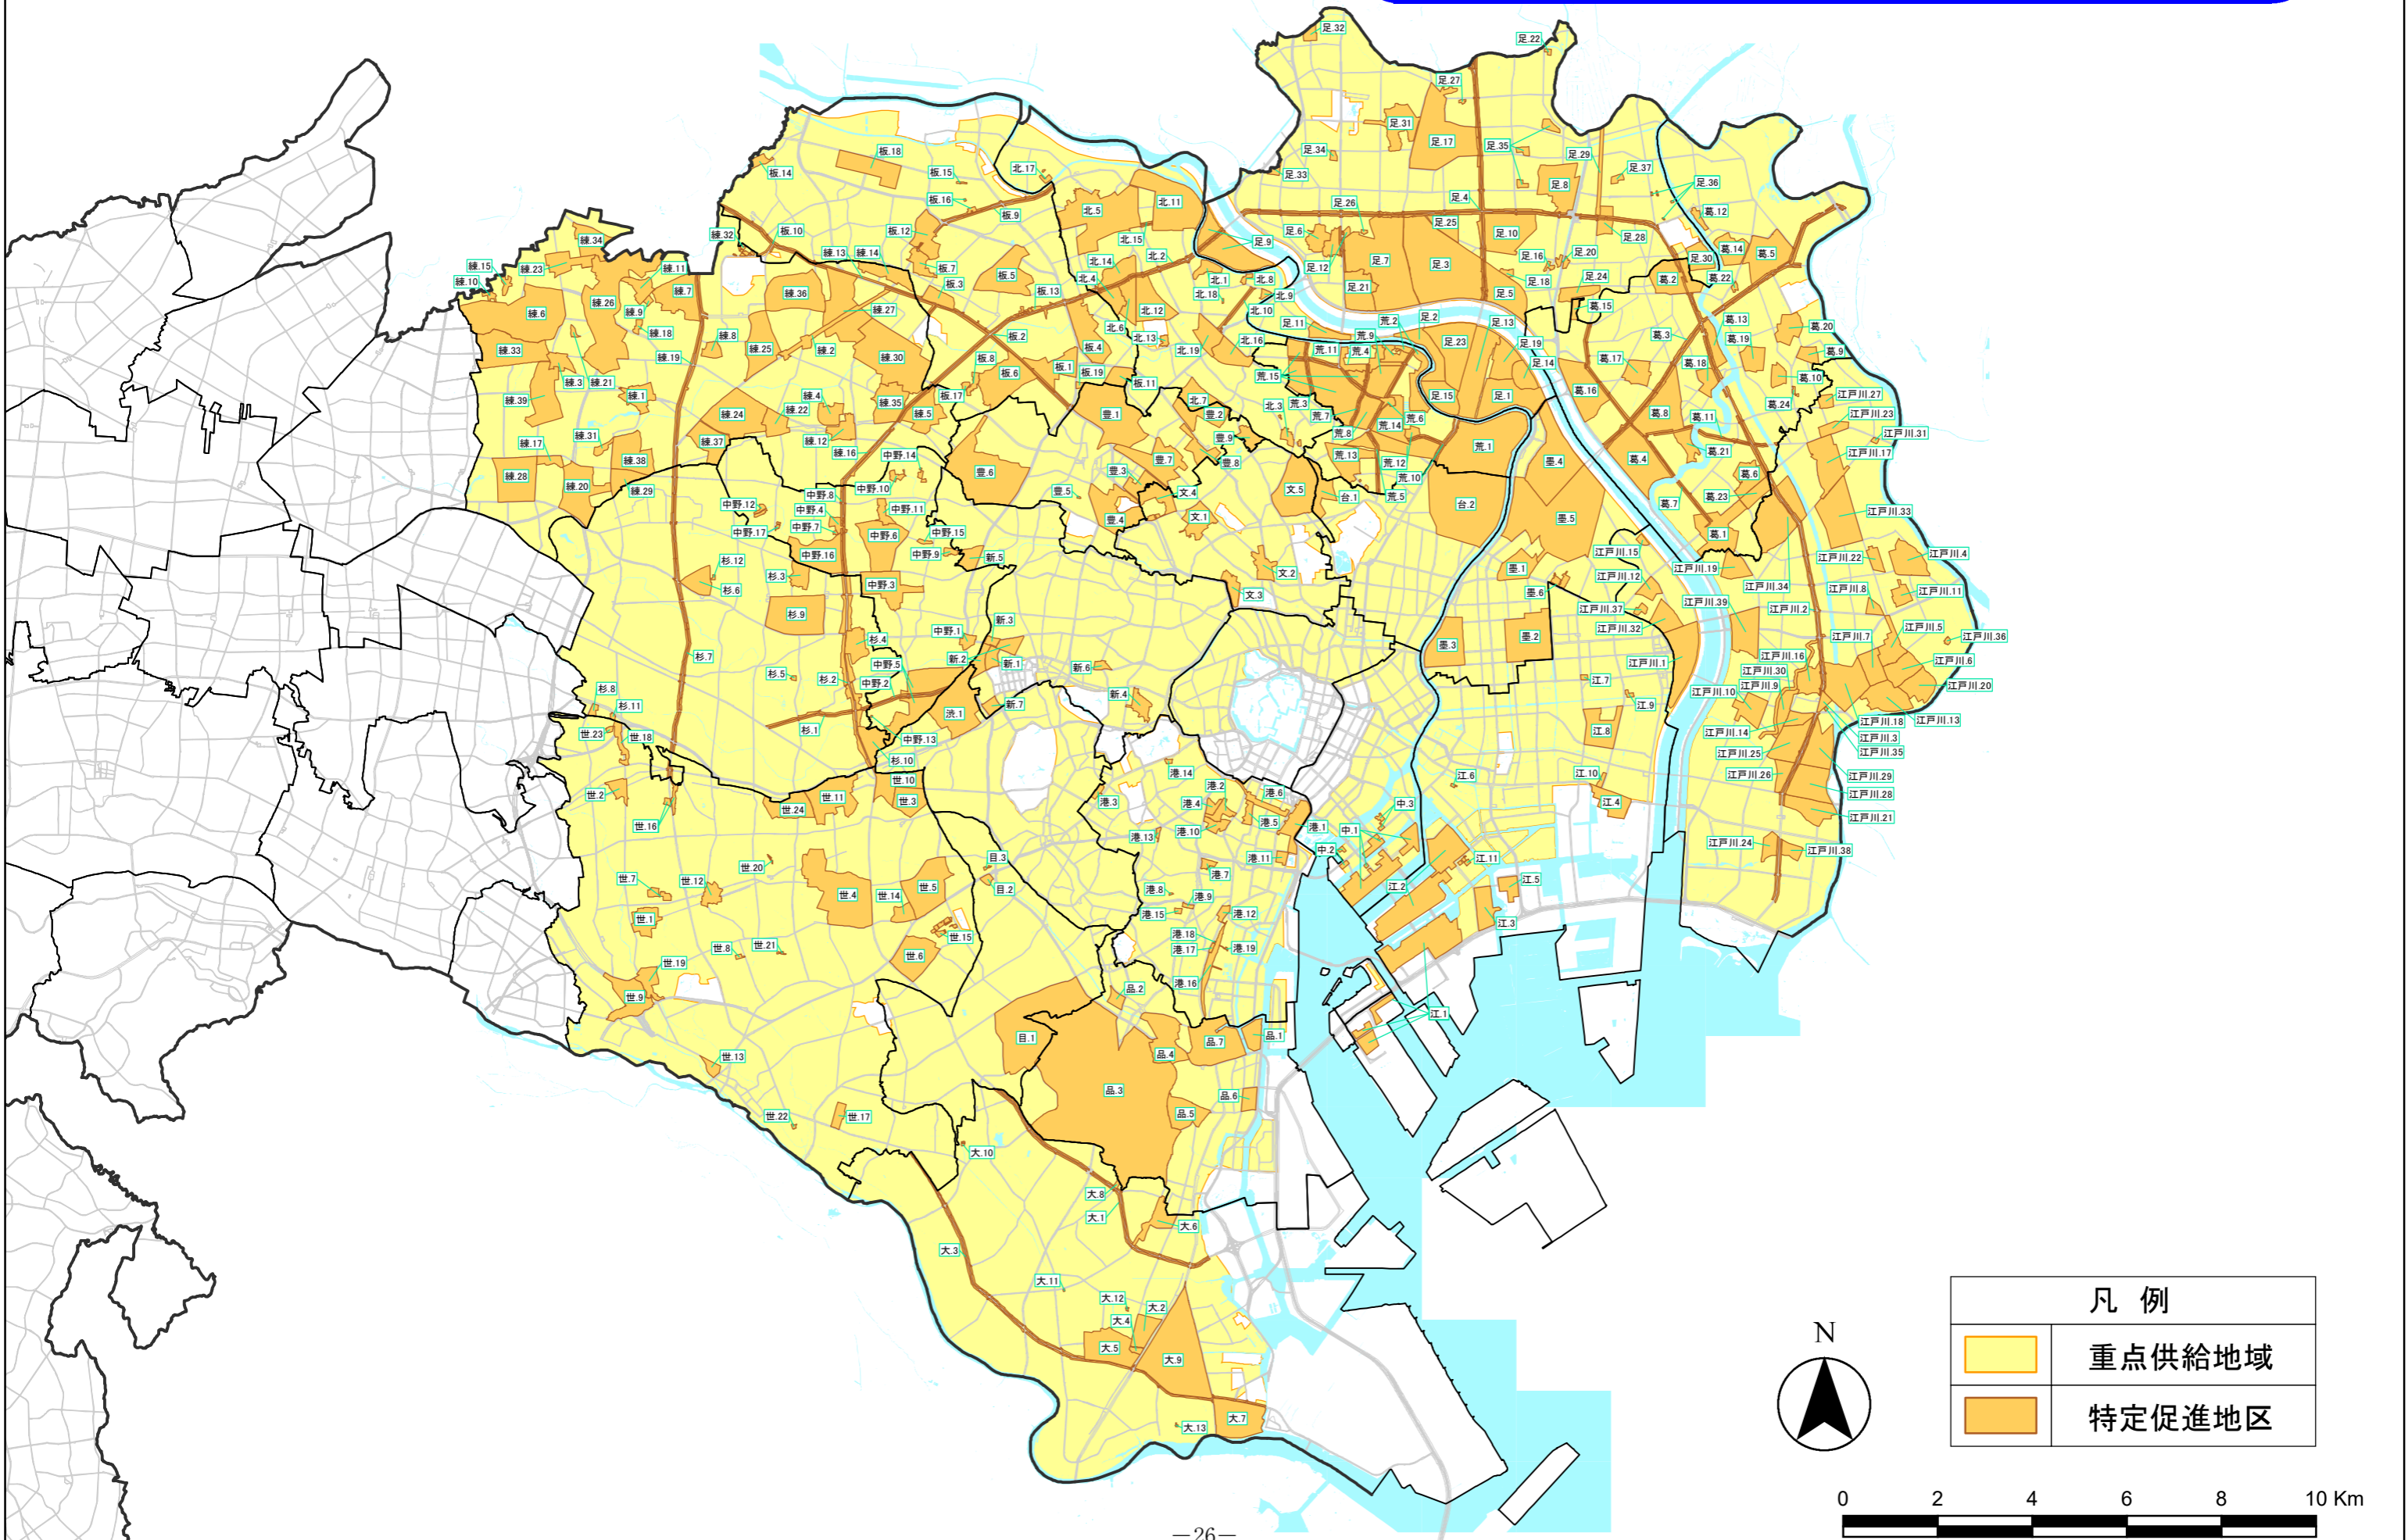 足.32
足.22
足.27
足.31
足.17
足.34
足.35
足.29
足.33
足.37
足.8
足.36
足.4
足.26
足.25
足.10
足.6
足.9
足.28
足.12
足.7
足.3
足.16
足.20
足.24
足.30
足.21
足.18
足.5
足.11
足.2
足.13
足.23
足.19
足.14
足.15
足.1
板.18
板.14
板.15
板.16
板.9
板.12
板.10
板.7
板.5
板.3
板.13
板.2
板.8
板.4
板.1
板.6
板.19
板.11
板.17
北.17
北.5
北.11
北.15
北.2
北.14
北.4
北.1
北.8
北.18
北.9
北.12
北.10
北.6
北.13
北.19
北.16
北.7
北.3
練.34
練.32
練.13
練.14
練.15
練.23
練.11
練.10
練.26
練.7
練.36
練.6
練.9
練.27
練.18
練.8
練.33
練.19
練.25
練.2
練.30
練.3
練.21
練.39
練.1
練.4
練.22
練.35
練.24
練.5
練.17
練.31
練.37
練.12
練.16
練.28
練.38
練.20
練.29
荒.2
荒.9
荒.11
荒.4
荒.15
荒.3
荒.7
荒.6
荒.8
荒.14
荒.1
荒.13
荒.12
荒.10
荒.5
葛.12
葛.14
葛.5
葛.2
葛.22
葛.15
葛.13
葛.3
葛.20
葛.19
葛.9
葛.17
葛.18
葛.10
葛.16
葛.24
葛.8
葛.11
葛.21
葛.4
葛.6
葛.23
葛.7
葛.1
豊.1
豊.2
豊.9
豊.6
豊.7
豊.8
豊.3
豊.5
豊.4
文.4
文.5
文.1
文.2
文.3
台.1
台.2
墨.4
墨.5
墨.1
墨.6
墨.2
墨.3
中野.14
中野.10
中野.8
中野.12
中野.4
中野.11
中野.7
中野.17
中野.6
中野.15
中野.16
中野.9
中野.3
中野.1
中野.5
中野.2
中野.13
新.5
新.3
新.2
新.1
新.6
新.4
新.7
渋.1
杉.12
杉.3
杉.6
杉.9
杉.4
杉.7
杉.5
杉.2
杉.8
杉.11
杉.1
杉.10
江戸川.27
江戸川.23
江戸川.31
江戸川.17
江戸川.33
江戸川.15
江戸川.22
江戸川.4
江戸川.19
江戸川.12
江戸川.34
江戸川.8
江戸川.11
江戸川.39
江戸川.37
江戸川.2
江戸川.32
江戸川.5
江戸川.7
江戸川.36
江戸川.16
江戸川.1
江戸川.6
江戸川.30
江戸川.9
江戸川.20
江戸川.10
江戸川.18
江戸川.13
江戸川.14
江戸川.3
江戸川.25
江戸川.35
江戸川.26
江戸川.29
江戸川.28
江戸川.21
江戸川.24
江戸川.38
江.7
江.9
江.8
江.6
江.10
江.4
江.11
江.5
江.2
江.3
江.1
中.3
中.1
中.2
港.14
港.2
港.6
港.3
港.4
港.5
港.1
港.10
港.13
港.11
港.7
港.8
港.9
港.15
港.12
港.18
港.17
港.19
港.16
世.23
世.18
世.10
世.2
世.11
世.3
世.24
世.16
世.20
世.7
世.12
世.4
世.14
世.5
世.1
世.8
世.21
世.15
世.6
世.19
世.9
世.13
世.22
世.17
目.3
目.2
目.1
品.2
品.4
品.7
品.1
品.3
品.6
品.5
大.10
大.8
大.1
大.6
大.3
大.11
大.12
大.2
大.4
大.5
大.9
大.7
大.13
凡 例
重点供給地域
特定促進地区
N
0 2 4 6 8 10 Km
－26－